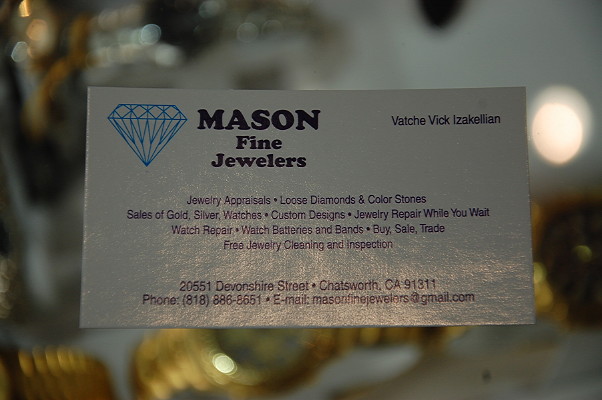 MASON
Fine
Jewelers
Vatche Vick Izakellian
Jewelry Appraisals • Loose Diamonds & Color Stones
Sales of Gold, Silver, Watches • Custom Designs • Jewelry Repair While You Wait
Watch Repair • Watch Batteries and Bands • Buy, Sale, Trade
Free Jewelry Cleaning and Inspection
20551 Devonshire Street • Chatsworth, CA 91311
Phone: (818) 886-8651 • E-mail: masonfinejewelers@gmail.com